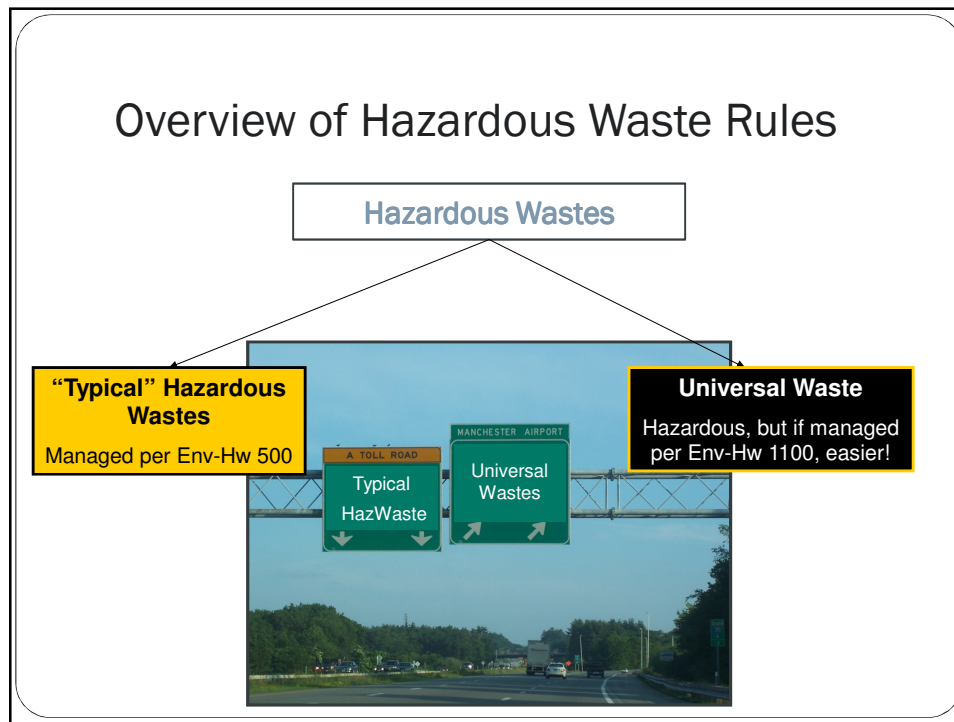 Overview of Hazardous Waste Rules
Hazardous Wastes
“Typical” Hazardous
Wastes
Managed per Env-Hw 500
Universal Waste
Hazardous, but if managed
per Env-Hw 1100, easier!
A TOLL ROAD
Typical
HazWaste
MANCHESTER AIRPORT
Universal
Wastes